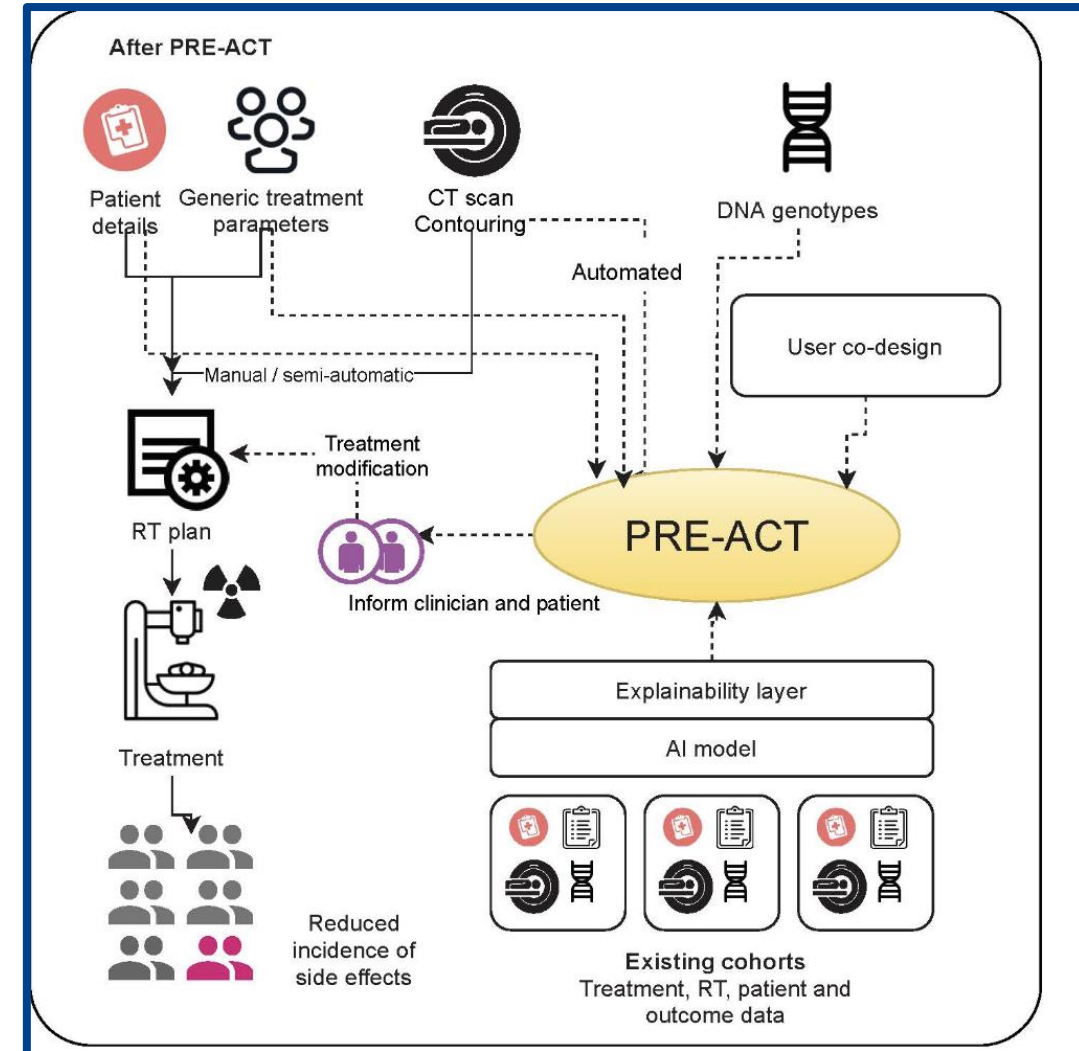 After PRE-ACT
Patient
details
Generic treatment
parameters
CT scan
Contouring
DNA genotypes
Automated
User co-design
Manual / semi-automatic
Treatment
modification
RT plan
PRE-ACT
Inform clinician and patient
Explainability layer
AI model
Treatment
Reduced
incidence of
side effects
Existing cohorts
Treatment, RT, patient and
outcome data